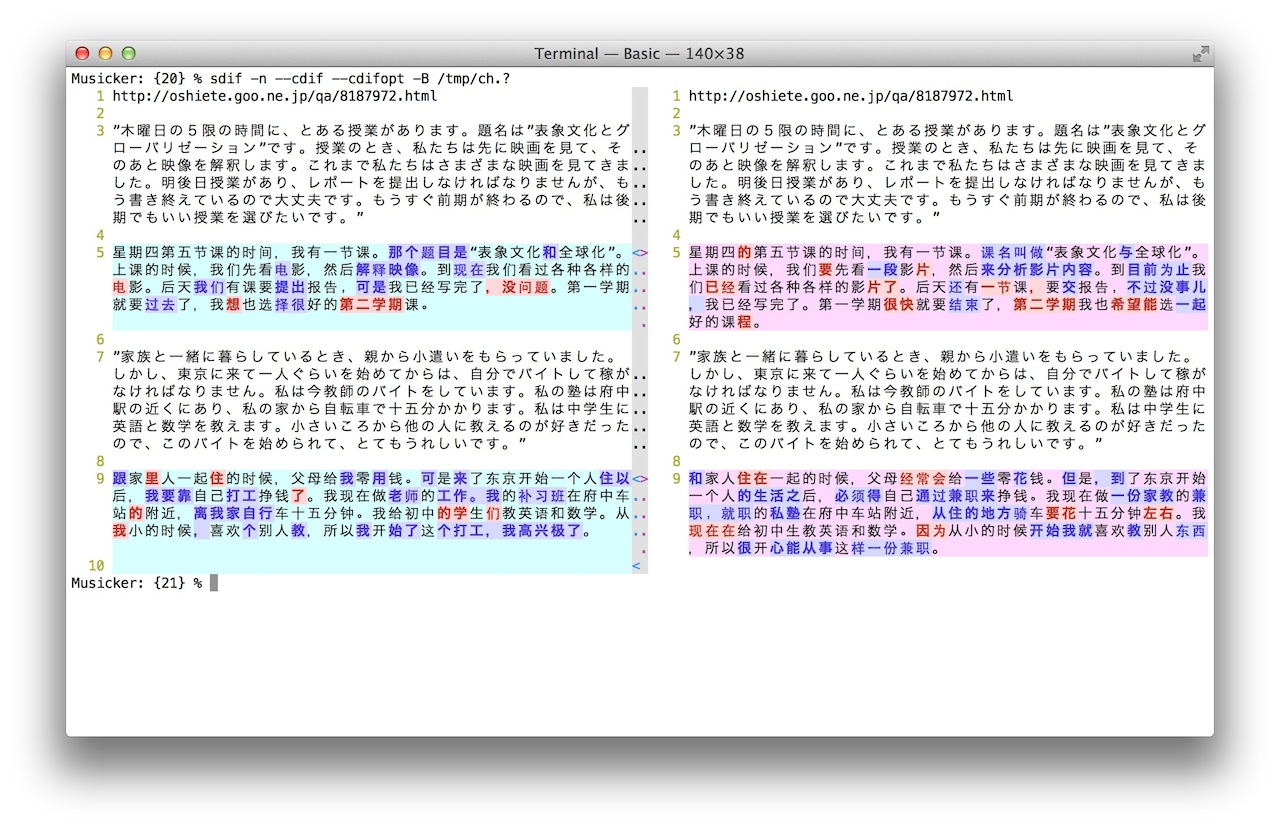 Terminal — Basic — 140×38
Musicker: {20} % sdif -n --cdif --cdifopt -B /tmp/ch.?
1 http://oshiete.goo.ne.jp/qa/8187972.html
2
3 ”木曜日の５限の時間に、とある授業があります。題名は”表象文化とグ
ローバリゼーション”です。授業のとき、私たちは先に映画を見て、そ
のあと映像を解釈します。これまで私たちはさまざまな映画を見てきま
した。明後日授業があり、レポートを提出しなければなりませんが、も
う書き終えているので大丈夫です。もうすぐ前期が終わるので、私は後
期でもいい授業を選びたいです。”
4
5 星期四第五节课的时间，我有一节课。那个题目是“表象文化和全球化”。
上课的时候，我们先看电影，然后解释映像。到现在我们看过各种各样的
电影。后天我们有课要提出报告，可是我已经写完了，没问题。第一学期
就要过去了，我想也选择很好的第二学期课。
6
7 ”家族と一緒に暮らしているとき、親から小遣いをもらっていました。
しかし、東京に来て一人ぐらいを始めてからは、自分でバイトして稼が
なければなりません。私は今教師のバイトをしています。私の塾は府中
駅の近くにあり、私の家から自転車で十五分かかります。私は中学生に
英語と数学を教えます。小さいころから他の人に教えるのが好きだった
ので、このバイトを始められて、とてもうれしいです。”
8
9 跟家里人一起住的时候，父母给我零用钱。可是来了东京开始一个人住以
后，我要靠自己打工挣钱了。我现在做老师的工作。我的补习班在府中车
站的附近，离我家自行车十五分钟。我给初中的学生们教英语和数学。从
我小的时候，喜欢个别人教，所以我开始了这个打工，我高兴极了。
10
1 http://oshiete.goo.ne.jp/qa/8187972.html
2
3 ”木曜日の５限の時間に、とある授業があります。題名は”表象文化とグ
ローバリゼーション”です。授業のとき、私たちは先に映画を見て、そ
のあと映像を解釈します。これまで私たちはさまざまな映画を見てきま
した。明後日授業があり、レポートを提出しなければなりませんが、も
う書き終えているので大丈夫です。もうすぐ前期が終わるので、私は後
期でもいい授業を選びたいです。”
4
5 星期四的第五节课的时间，我有一节课。课名叫做“表象文化与全球化”。
上课的时候，我们要先看一段影片，然后来分析影片内容。到目前为止我
们已经看过各种各样的影片了。后天还有一节课，要交报告，不过没事儿
，我已经写完了。第一学期很快就要结束了，第二学期我也希望能选一起
好的课程。
6
7 ”家族と一緒に暮らしているとき、親から小遣いをもらっていました。
しかし、東京に来て一人ぐらいを始めてからは、自分でバイトして稼が
なければなりません。私は今教師のバイトをしています。私の塾は府中
駅の近くにあり、私の家から自転車で十五分かかります。私は中学生に
英語と数学を教えます。小さいころから他の人に教えるのが好きだった
ので、このバイトを始められて、とてもうれしいです。”
8
9 和家人住在一起的时候，父母经常会给一些零花钱。但是，到了东京开始
一个人的生活之后，必须得自己通过兼职来挣钱。我现在做一份家教的兼
职，就职的私塾在府中车站附近，从住的地方骑车要花十五分钟左右。我
现在在给初中生教英语和数学。因为从小的时候开始我就喜欢教别人东西
，所以很开心能从事这样一份兼职。
Musicker: {21} %